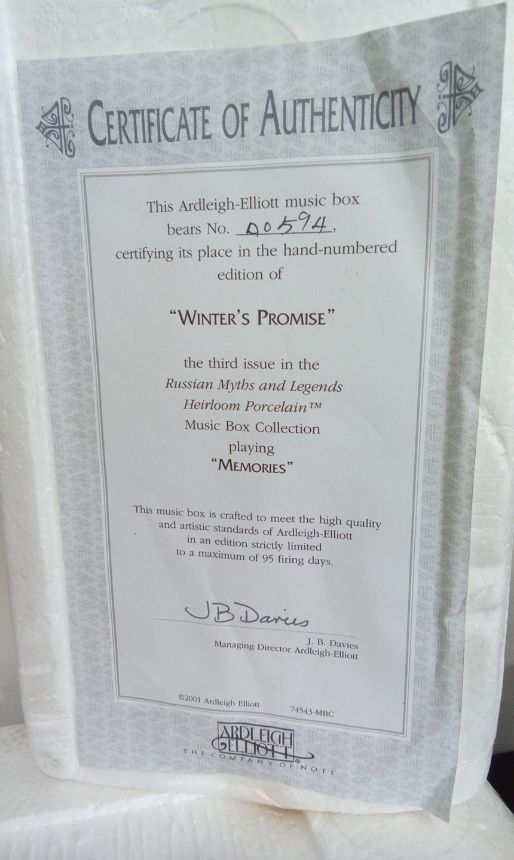 CERTIFICATE OF AUTHENTICITY
This Ardleigh-Elliott music box
bears No. A0594,
certifying its place in the hand-numbered
edition of
"WINTER'S PROMISE"
the third issue in the
Russian Myths and Legends
Heirloom Porcelain™
Music Box Collection
playing
"MEMORIES"
This music box is crafted to meet the high quality
and artistic standards of Ardleigh-Elliott
in an edition strictly limited
to a maximum of 95 firing days.
JB Davies
J. B. Davies
Managing Director Ardleigh-Elliott
©2001 Ardleigh Elliott 74543-MBC
ARDLEIGH
ELLIOTT®
THE COMPANY OF NOTE